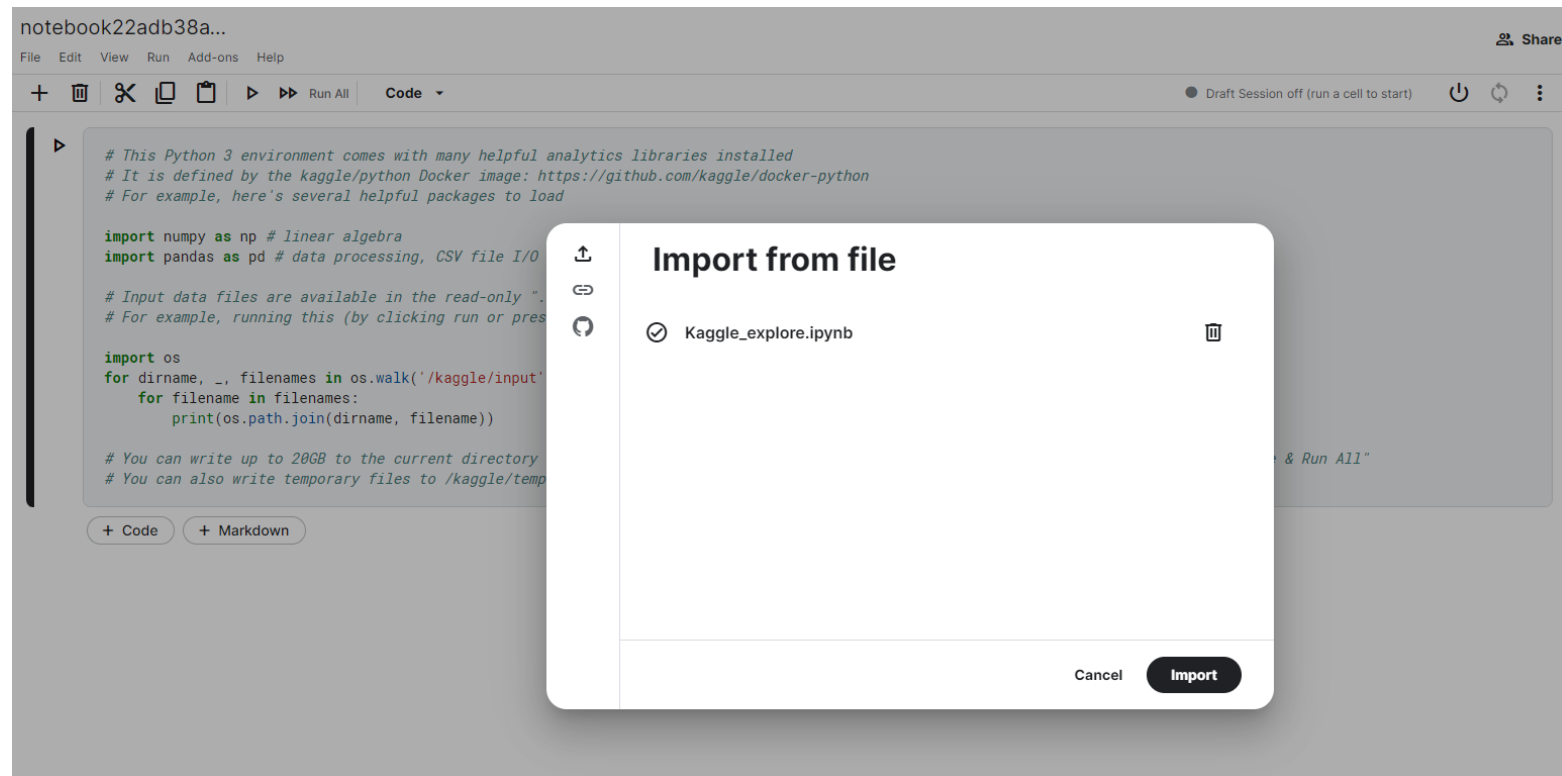 notebook22adb38a...
Share
File Edit View Run Add-ons Help
Run All Code Draft Session off (run a cell to start)
# This Python 3 environment comes with many helpful analytics libraries installed
# It is defined by the kaggle/python Docker image: https://github.com/kaggle/docker-python
# For example, here's several helpful packages to load
import numpy as np # linear algebra
import pandas as pd # data processing, CSV file I/O
# Input data files are available in the read-only ".
# For example, running this (by clicking run or pres
import os
for dirname, _, filenames in os.walk('/kaggle/input'
for filename in filenames:
print(os.path.join(dirname, filename))
# You can write up to 20GB to the current directory & Run All"
# You can also write temporary files to /kaggle/temp
+ Code + Markdown
Import from file
Kaggle_explore.ipynb
Cancel Import